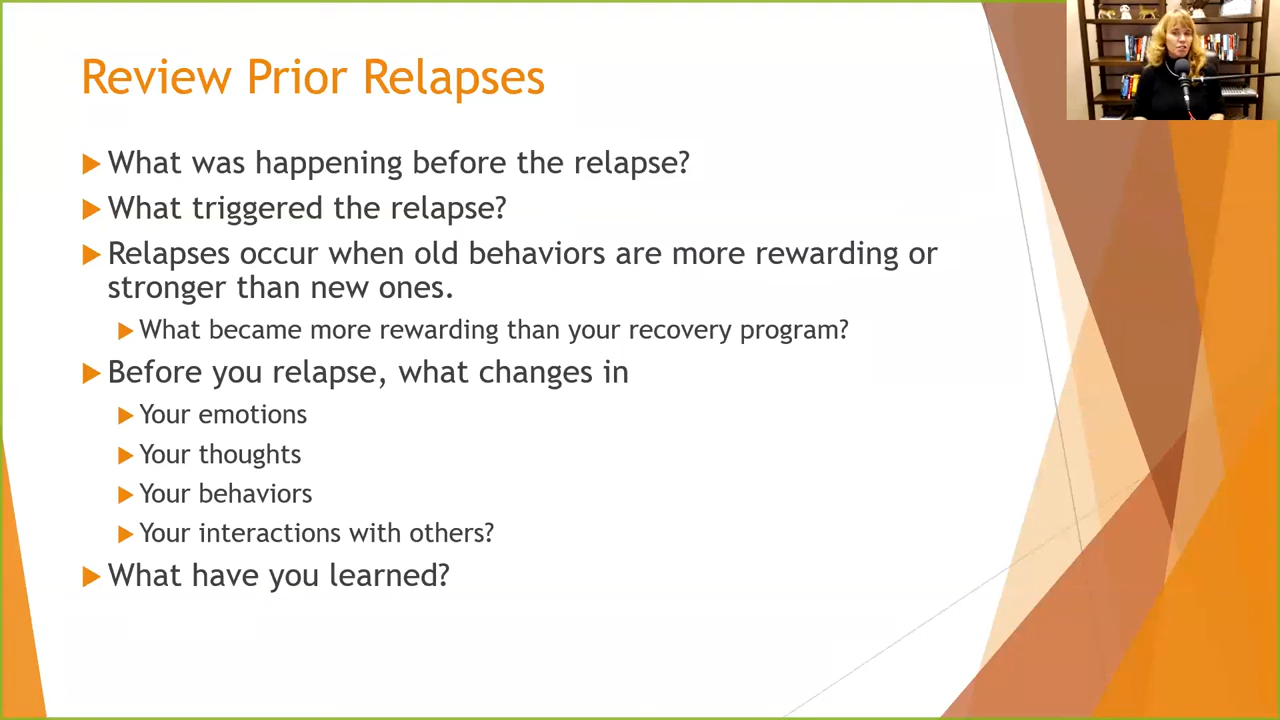 Review Prior Relapses
What was happening before the relapse?
What triggered the relapse?
Relapses occur when old behaviors are more rewarding or
stronger than new ones.
What became more rewarding than your recovery program?
Before you relapse, what changes in
Your emotions
Your thoughts
Your behaviors
Your interactions with others?
What have you learned?